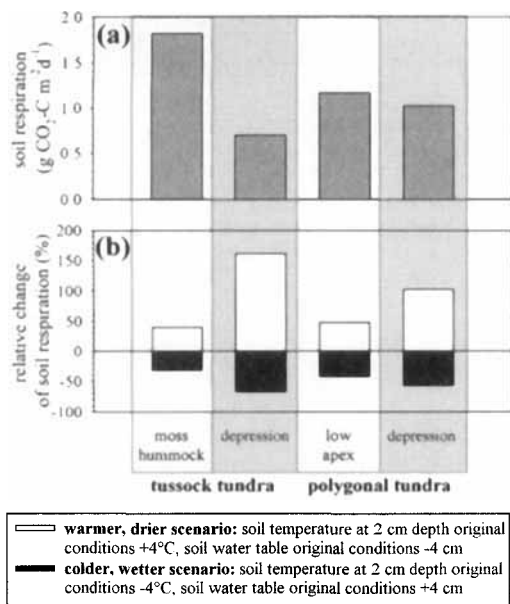 (a)
soil respiration
(g CO₂-C m⁻² d⁻¹)
2 0
1 5
1 0
0 5
0
(b)
relative change
of soil respiration (%)
200
150
100
50
0
-50
-100
moss
hummock
depression
low
apex
depression
tussock tundra
polygonal tundra
warmer, drier scenario: soil temperature at 2 cm depth original
conditions +4°C, soil water table original conditions -4 cm
colder, wetter scenario: soil temperature at 2 cm depth original
conditions -4°C, soil water table original conditions +4 cm